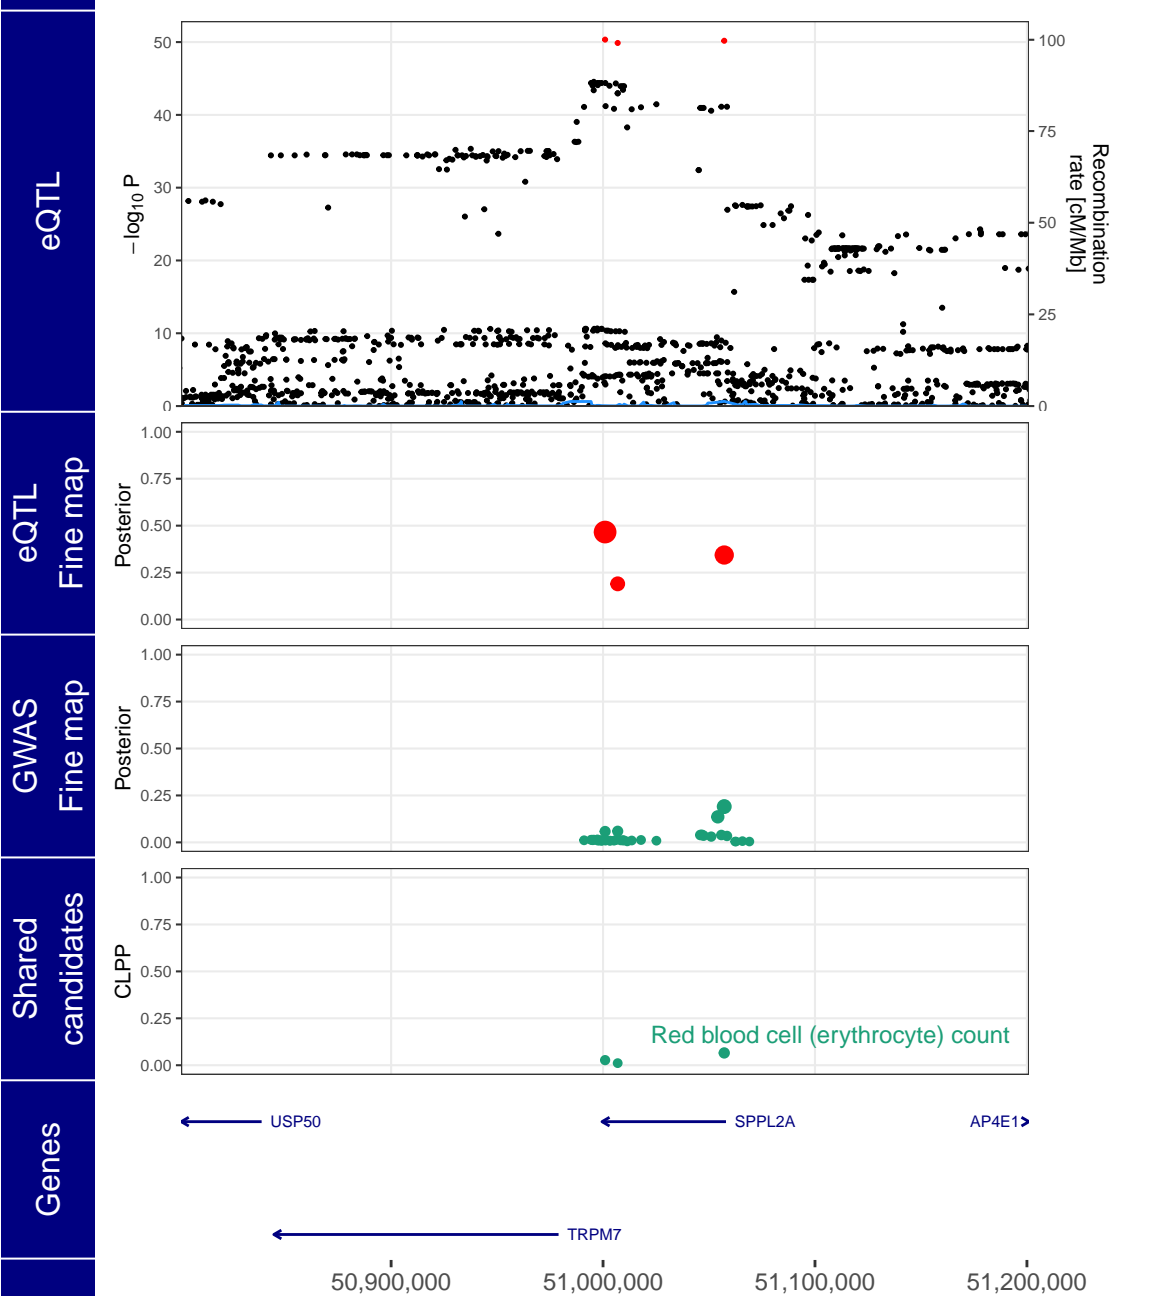 eQTL
−log10 P
50
40
30
20
10
0
100
75
50
25
0
Recombination
rate [cM/Mb]
eQTL
Fine map
Posterior
1.00
0.75
0.50
0.25
0.00
GWAS
Fine map
Posterior
1.00
0.75
0.50
0.25
0.00
Shared
candidates
CLPP
1.00
0.75
0.50
0.25
0.00
Red blood cell (erythrocyte) count
Genes
USP50
SPPL2A
AP4E1
TRPM7
50,900,000
51,000,000
51,100,000
51,200,000